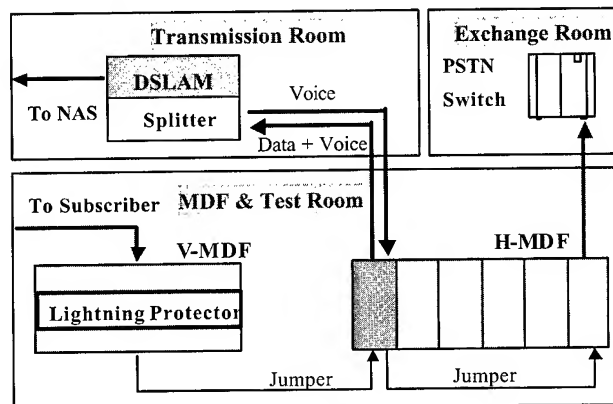 Transmission Room
DSLAM
Splitter
To NAS
Voice
Data + Voice
Exchange Room
PSTN
Switch
MDF & Test Room
To Subscriber
V-MDF
Lightning Protector
H-MDF
Jumper
Jumper